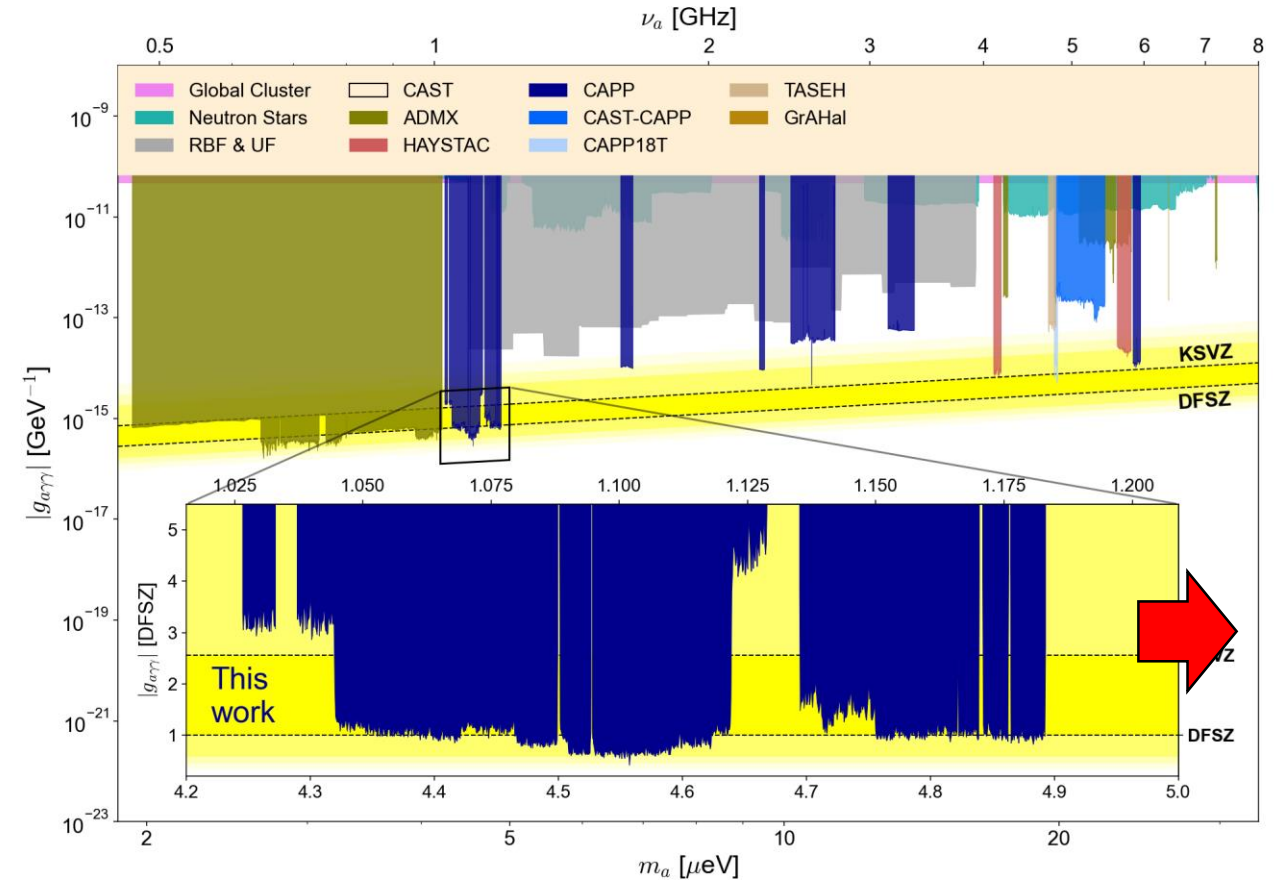 ν_a [GHz]
0.5 1 2 3 4 5 6 7 8
Global Cluster CAST CAPP TASEH
Neutron Stars ADMX CAST-CAPP GrAHal
RBF & UF HAYSTAC CAPP18T
10⁻⁹
10⁻¹¹
10⁻¹³
10⁻¹⁵
10⁻¹⁷
10⁻¹⁹
10⁻²¹
10⁻²³
|g_{aγγ}| [GeV⁻¹]
KSVZ
DFSZ
1.025 1.050 1.075 1.100 1.125 1.150 1.175 1.200
5
4
3
2
1
|g_{aγγ}| [DFSZ]
This
work
VZ
DFSZ
4.2 4.3 4.4 4.5 4.6 4.7 4.8 4.9 5.0
2 5 10 20
m_a [μeV]